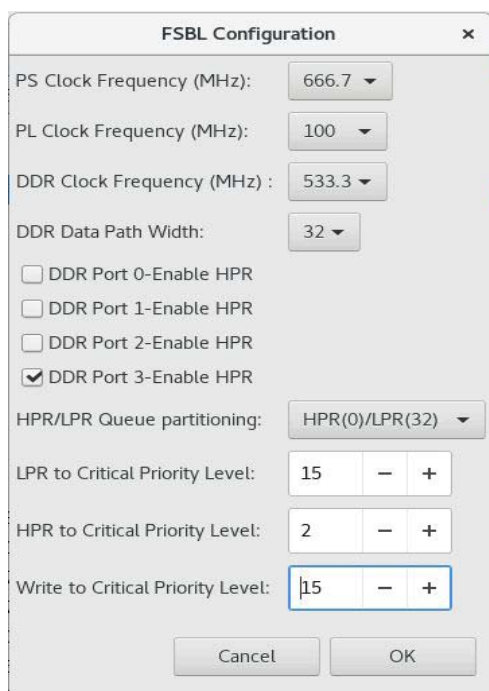 FSBL Configuration ×
PS Clock Frequency (MHz): 666.7
PL Clock Frequency (MHz): 100
DDR Clock Frequency (MHz) : 533.3
DDR Data Path Width: 32
DDR Port 0-Enable HPR
DDR Port 1-Enable HPR
DDR Port 2-Enable HPR
DDR Port 3-Enable HPR
HPR/LPR Queue partitioning: HPR(0)/LPR(32)
LPR to Critical Priority Level: 15 − +
HPR to Critical Priority Level: 2 − +
Write to Critical Priority Level: 15 − +
Cancel OK